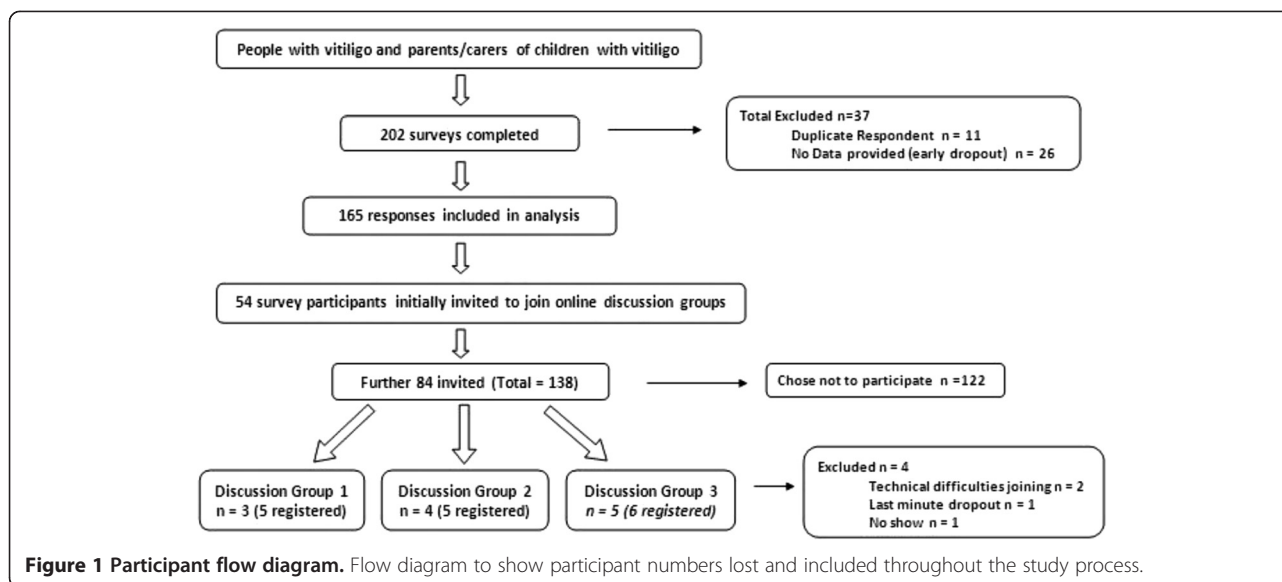 People with vitiligo and parents/carers of children with vitiligo
202 surveys completed
Total Excluded n=37
Duplicate Respondent n = 11
No Data provided (early dropout) n = 26
165 responses included in analysis
54 survey participants initially invited to join online discussion groups
Further 84 invited (Total = 138)
Chose not to participate n =122
Discussion Group 1
n = 3 (5 registered)
Discussion Group 2
n = 4 (5 registered)
Discussion Group 3
n = 5 (6 registered)
Excluded n = 4
Technical difficulties joining n = 2
Last minute dropout n = 1
No show n = 1
Figure 1 Participant flow diagram. Flow diagram to show participant numbers lost and included throughout the study process.